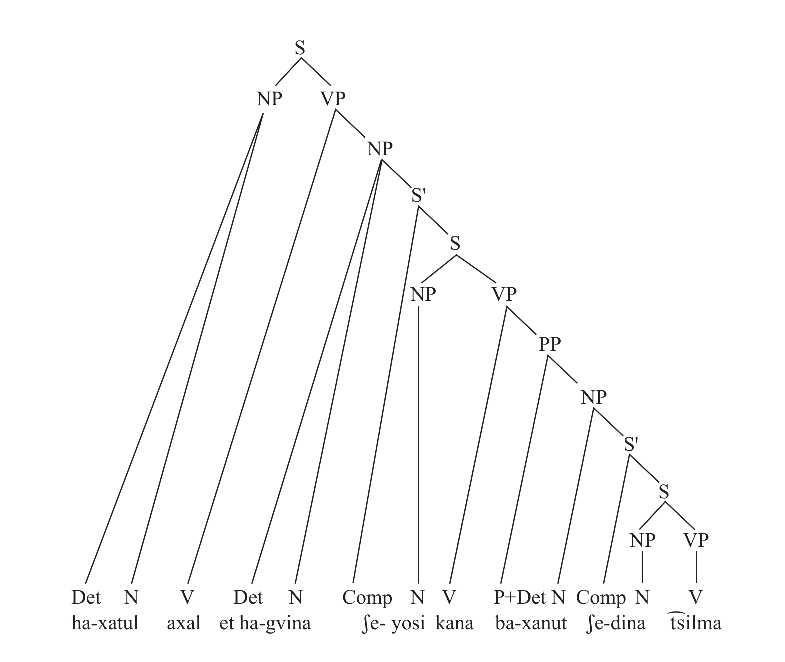 S
NP VP
NP
S'
S
NP VP
PP
NP
S'
S
NP VP
Det N V Det N Comp N V P+Det N Comp N V
ha-xatul axal et ha-gvina ʃe- yosi kana ba-xanut ʃe-dina t͡silma